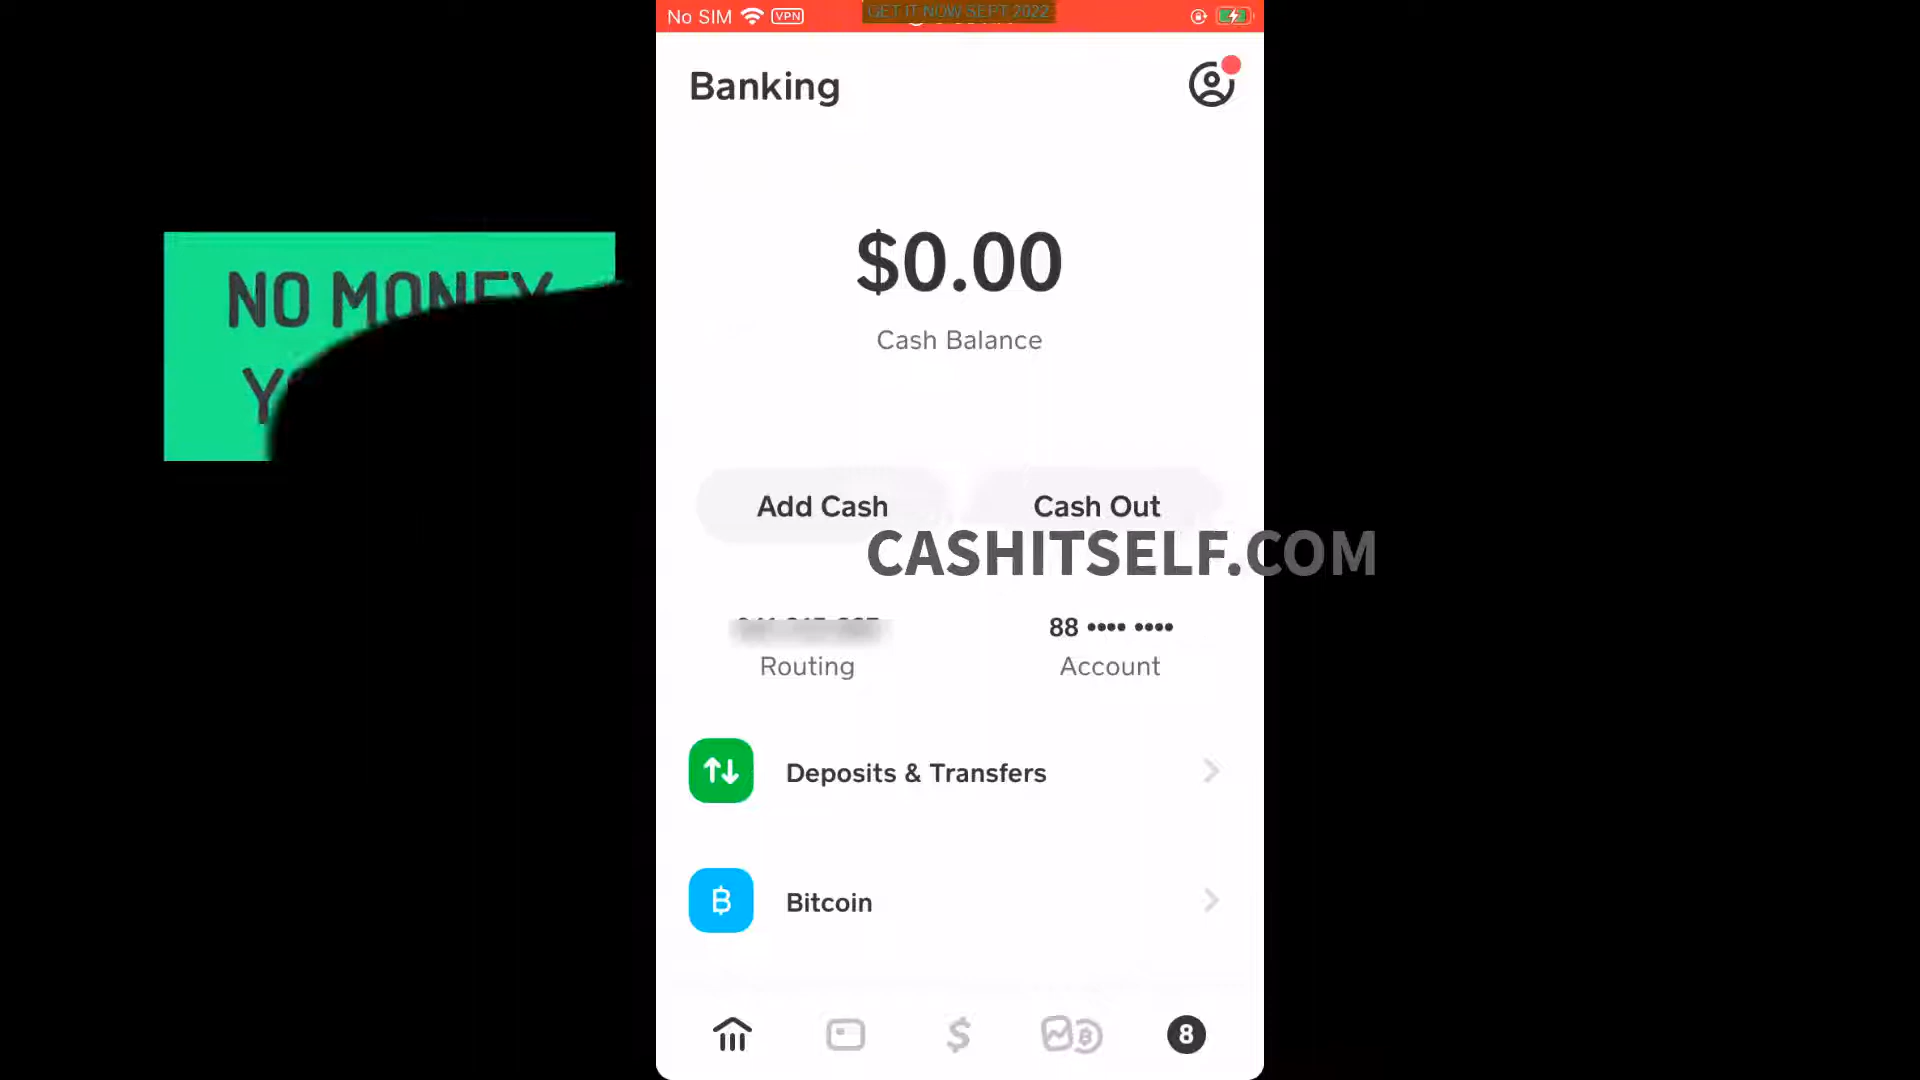 No SIM VPN
GET IT NOW SEPT 2022
Banking
NO MONEY
$0.00
Cash Balance
Add Cash
Cash Out
CASHITSELF.COM
88 •••• ••••
Routing
Account
Deposits & Transfers
Bitcoin
8